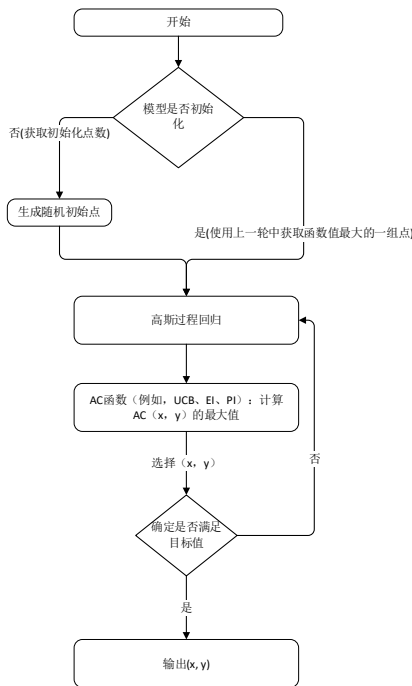 开始
模型是否初始
化
否(获取初始化点数)
生成随机初始点
是(使用上一轮中获取函数值最大的一组点)
高斯过程回归
AC函数（例如，UCB、EI、PI）：计算
AC（x，y）的最大值
选择（x，y）
否
确定是否满足
目标值
是
输出(x, y)